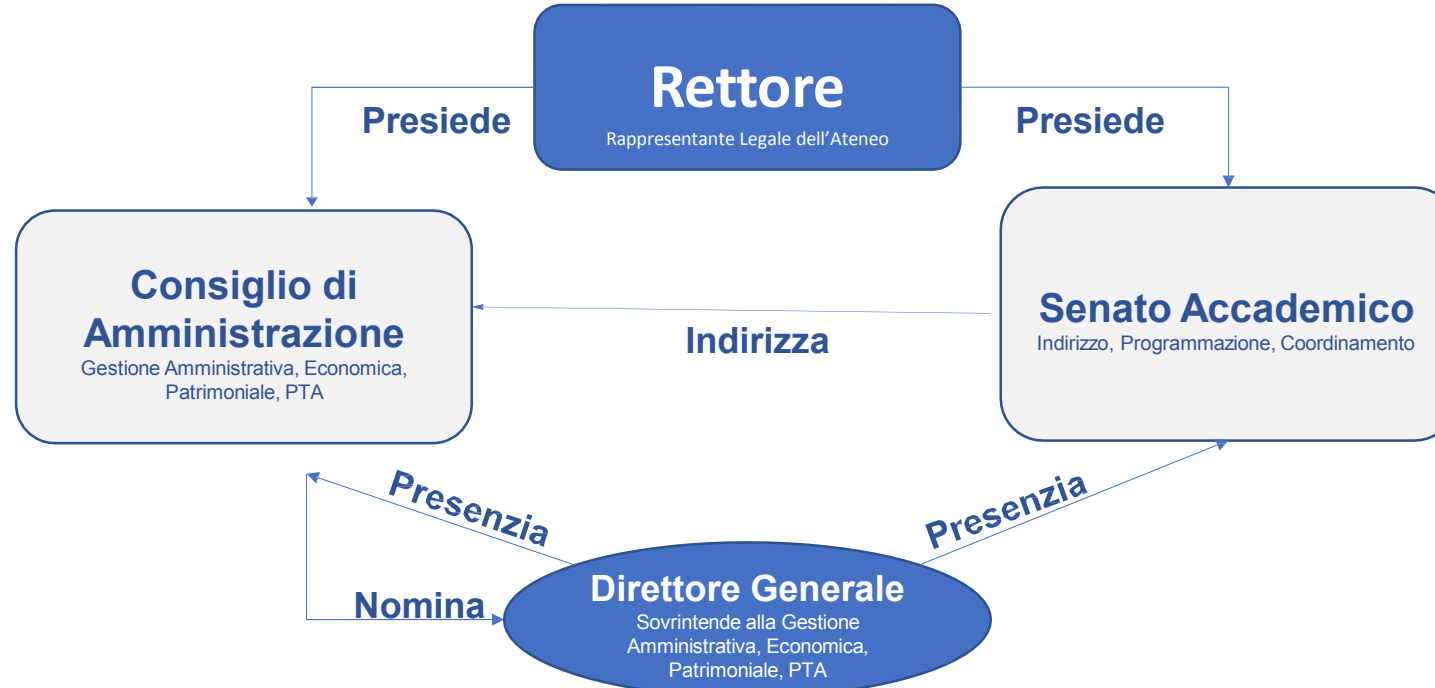 Rettore
Rappresentante Legale dell’Ateneo
Presiede
Presiede
Consiglio di
Amministrazione
Gestione Amministrativa, Economica,
Patrimoniale, PTA
Indirizza
Senato Accademico
Indirizzo, Programmazione, Coordinamento
Presenzia
Presenzia
Nomina
Direttore Generale
Sovrintende alla Gestione
Amministrativa, Economica,
Patrimoniale, PTA